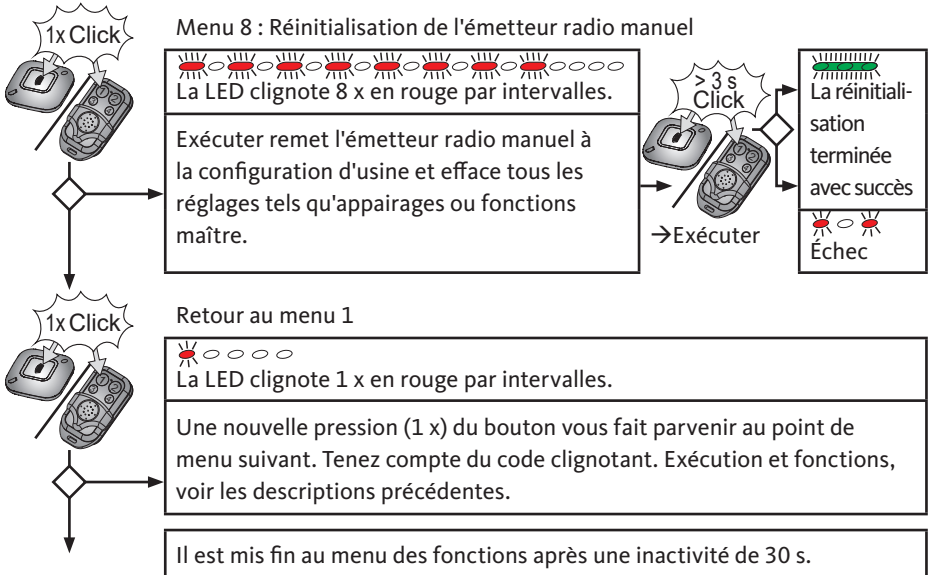 1x Click
Menu 8 : Réinitialisation de l'émetteur radio manuel
La LED clignote 8 x en rouge par intervalles.
Exécuter remet l'émetteur radio manuel à
la configuration d'usine et efface tous les
réglages tels qu'appairages ou fonctions
maître.
> 3 s
Click
→Exécuter
La réinitiali-
sation
terminée
avec succès
Échec
1x Click
Retour au menu 1
La LED clignote 1 x en rouge par intervalles.
Une nouvelle pression (1 x) du bouton vous fait parvenir au point de
menu suivant. Tenez compte du code clignotant. Exécution et fonctions,
voir les descriptions précédentes.
Il est mis fin au menu des fonctions après une inactivité de 30 s.